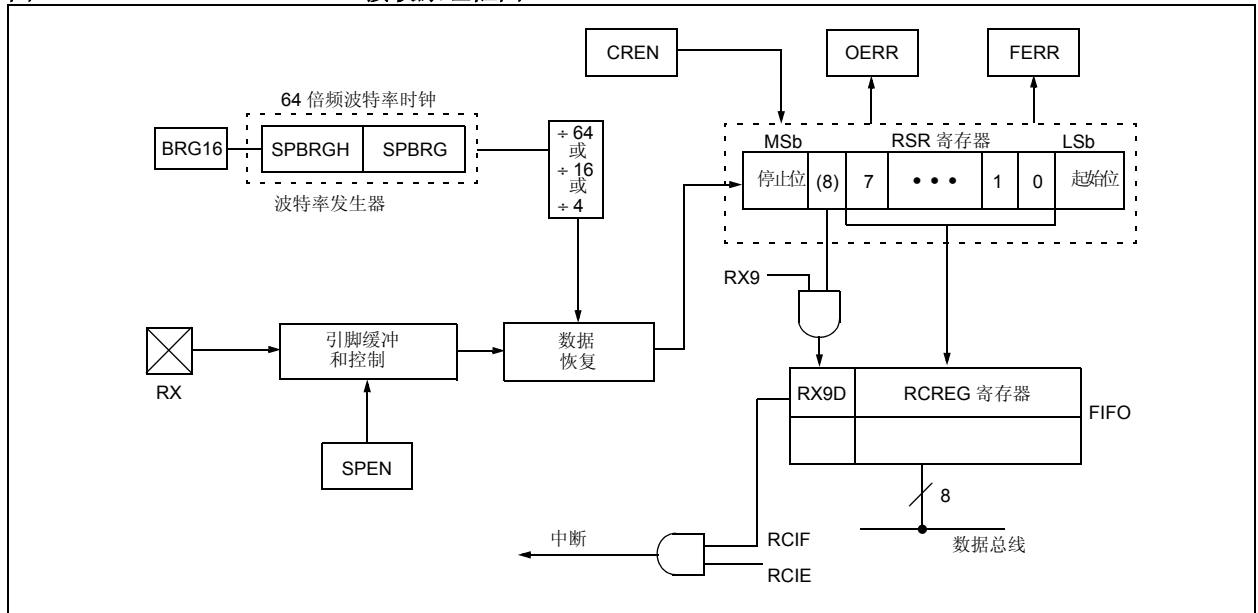 CREN
OERR
FERR
64 倍频波特率时钟
BRG16
SPBRGH
SPBRG
波特率发生器
÷ 64
或
÷ 16
或
÷ 4
MSb
RSR 寄存器
LSb
停止位
(8)
7
• • •
1
0
起始位
RX9
引脚缓冲
和控制
数据
恢复
RX
SPEN
RX9D
RCREG 寄存器
FIFO
8
数据总线
中断
RCIF
RCIE